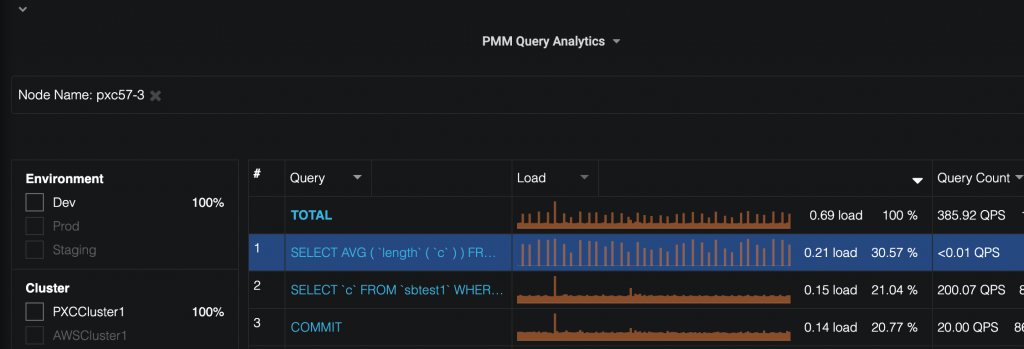 PMM Query Analytics
Node Name: pxc57-3
Environment
Dev 100%
Prod
Staging
Cluster
PXCCluster1 100%
AWSCluster1
# Query Load Query Count
TOTAL 0.69 load 100 % 385.92 QPS
1 SELECT AVG ( `length` ( `c` ) ) FR... 0.21 load 30.57 % <0.01 QPS
2 SELECT `c` FROM `sbtest1` WHER... 0.15 load 21.04 % 200.07 QPS
3 COMMIT 0.14 load 20.77 % 20.00 QPS